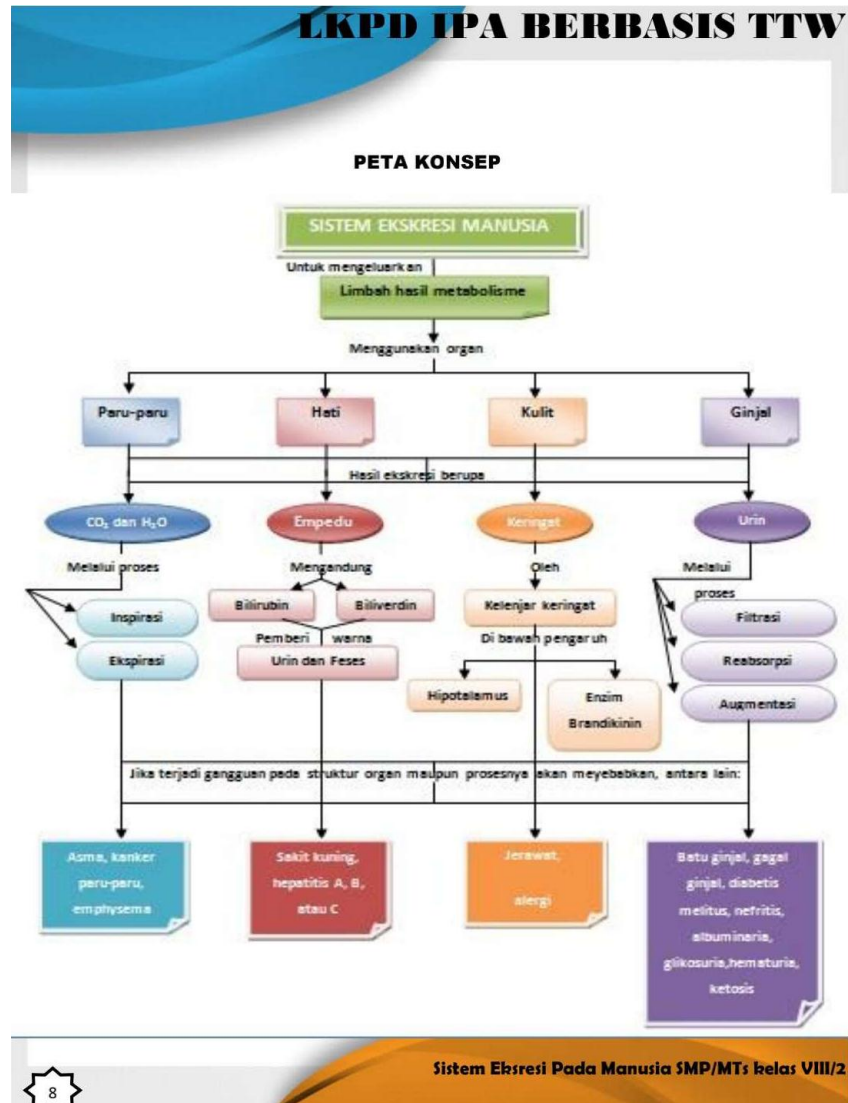 LKPD IPA BERBASIS TTW
PETA KONSEP
SISTEM EKSKRESI MANUSIA
Untuk mengeluarkan
Limbah hasil metabolisme
Menggunakan organ
Paru-paru
Hati
Kulit
Ginjal
Hasil ekskresi berupa
CO₂ dan H₂O
Empedu
Keringat
Urin
Melalui proses
Mengandung
Oleh
Melalui
proses
Inspirasi
Bilirubin
Biliverdin
Kelenjar keringat
Filtrasi
Pemberi warna
Di bawah pengaruh
Ekspirasi
Urin dan Feses
Reabsorpsi
Hipotalamus
Enzim
Brandikinin
Augmentasi
Jika terjadi gangguan pada struktur organ maupun prosesnya akan meyebabkan, antara lain:
Asma, kanker
paru-paru,
emphysema
Sakit kuning,
hepatitis A, B,
atau C
Jerawat,
alergi
Batu ginjal, gagal
ginjal, diabetis
melitus, nefritis,
albuminaria,
glikosuria,hematuria,
ketosis
Sistem Eksresi Pada Manusia SMP/MTs kelas VIII/2
8